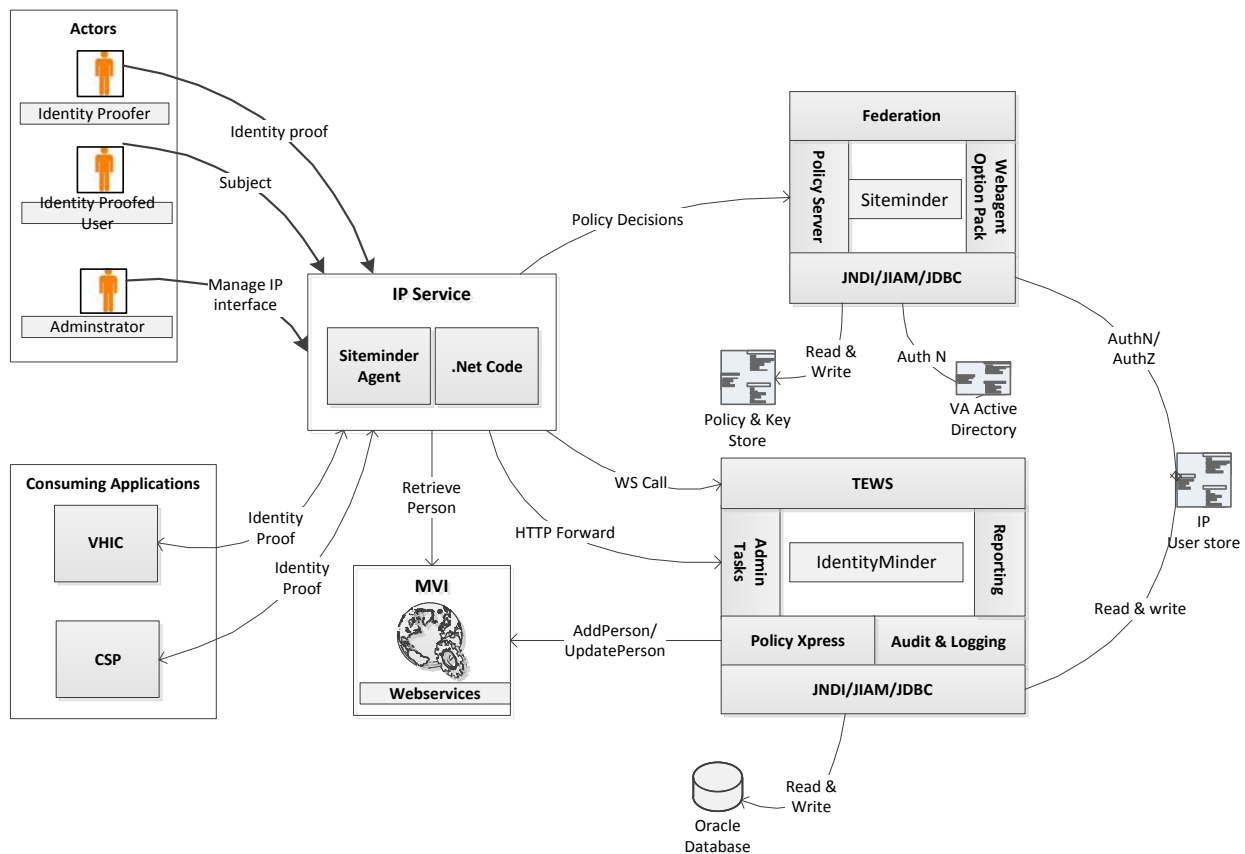 Actors
Identity Proofer
Identity Proofed
User
Adminstrator
Identity proof
Subject
Manage IP
interface
IP Service
Siteminder
Agent
.Net Code
Policy Decisions
Federation
Policy Server
Siteminder
Webagent
Option Pack
JNDI/JIAM/JDBC
Read &
Write
Auth N
AuthN/
AuthZ
Policy & Key
Store
VA Active
Directory
IP
User store
Consuming Applications
VHIC
CSP
Identity
Proof
Identity
Proof
Retrieve
Person
WS Call
HTTP Forward
MVI
Webservices
AddPerson/
UpdatePerson
TEWS
Admin
Tasks
IdentityMinder
Reporting
Policy Xpress
Audit & Logging
JNDI/JIAM/JDBC
Read & write
Read &
Write
Oracle
Database